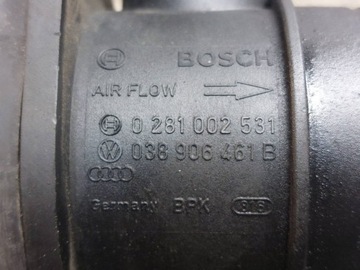 BOSCH
AIR FLOW
0 281 002 531
038 906 461 B
Germany BPK